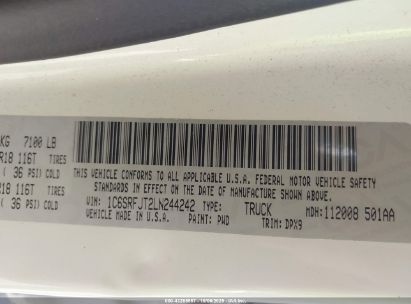 KG 7100 LB
R18 116T TIRES
( 36 PSI) COLD
R18 116T TIRES
( 36 PSI) COLD
THIS VEHICLE CONFORMS TO ALL APPLICABLE U.S.A. FEDERAL MOTOR VEHICLE SAFETY
STANDARDS IN EFFECT ON THE DATE OF MANUFACTURE SHOWN ABOVE.
VIN: 1C6SRFJT2LN244242 TYPE: TRUCK MDH: 112008 501AA
VEHICLE MADE IN U.S.A. PAINT: PWD TRIM: DPX9